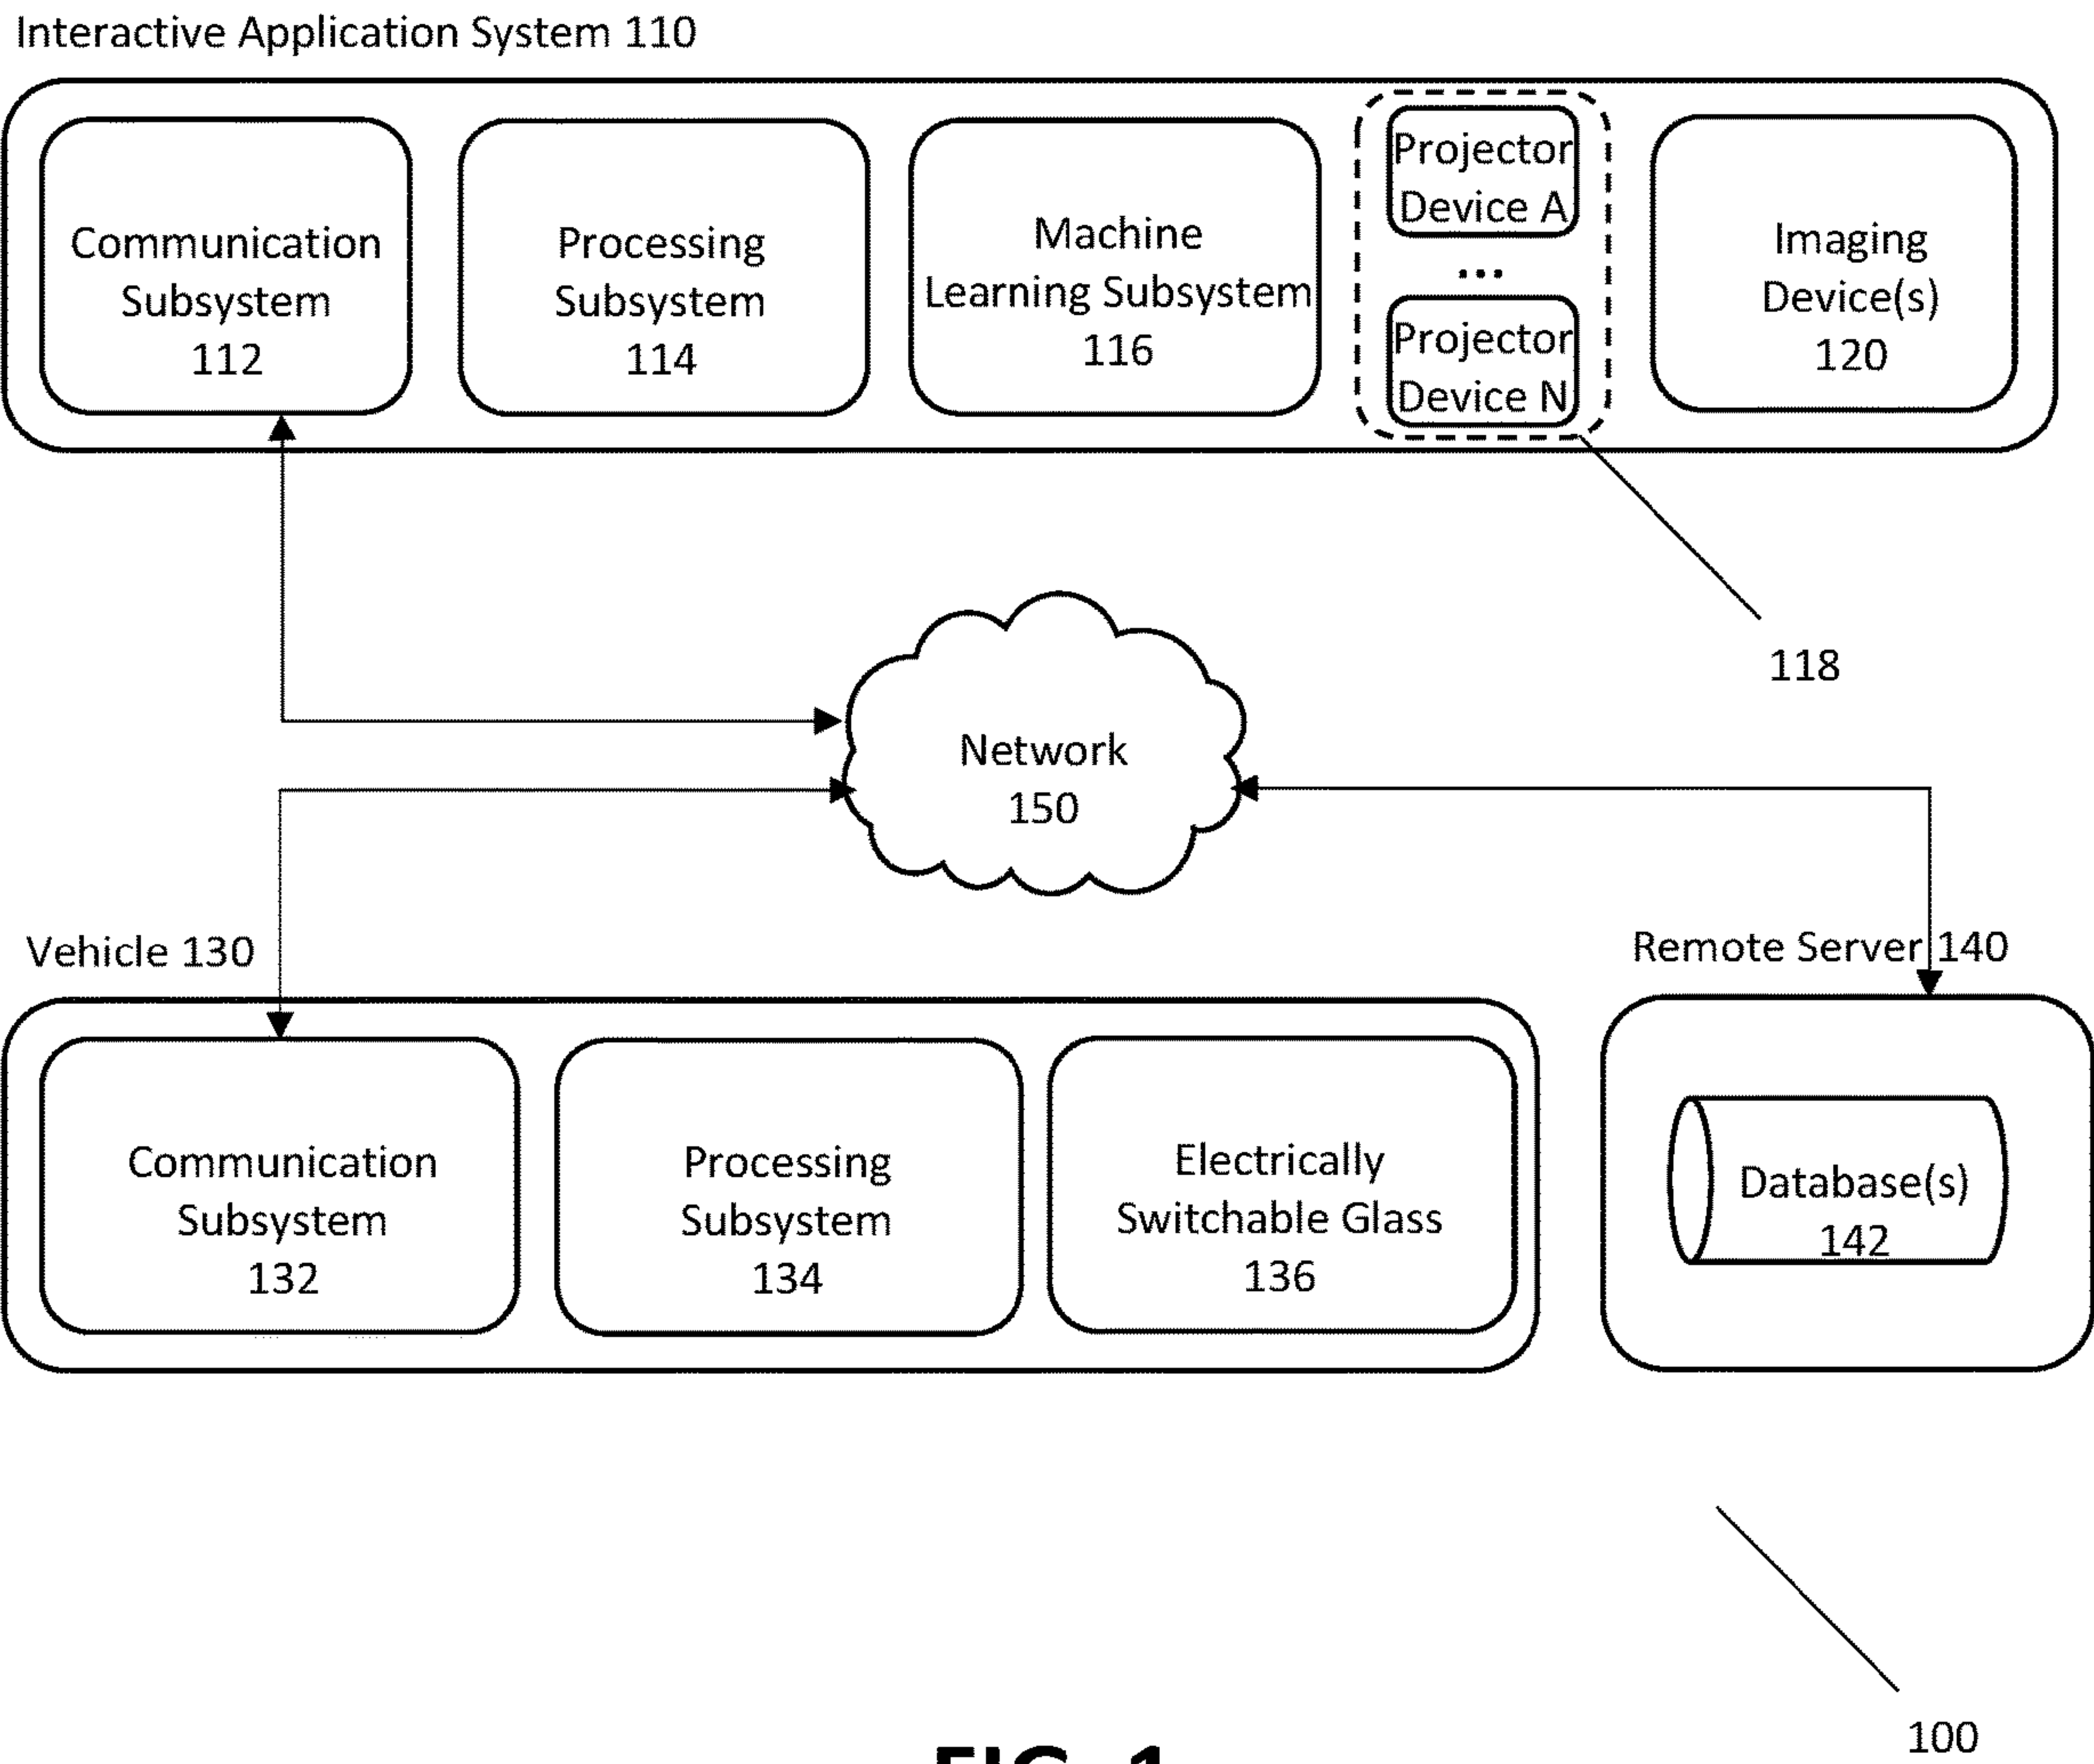 Interactive Application System 110
Communication
Subsystem
112
Processing
Subsystem
114
Machine
Learning Subsystem
116
Projector
Device A
...
Projector
Device N
Imaging
Device(s)
120
118
Network
150
Vehicle 130
Remote Server 140
Communication
Subsystem
132
Processing
Subsystem
134
Electrically
Switchable Glass
136
Database(s)
142
100
FIG. 1